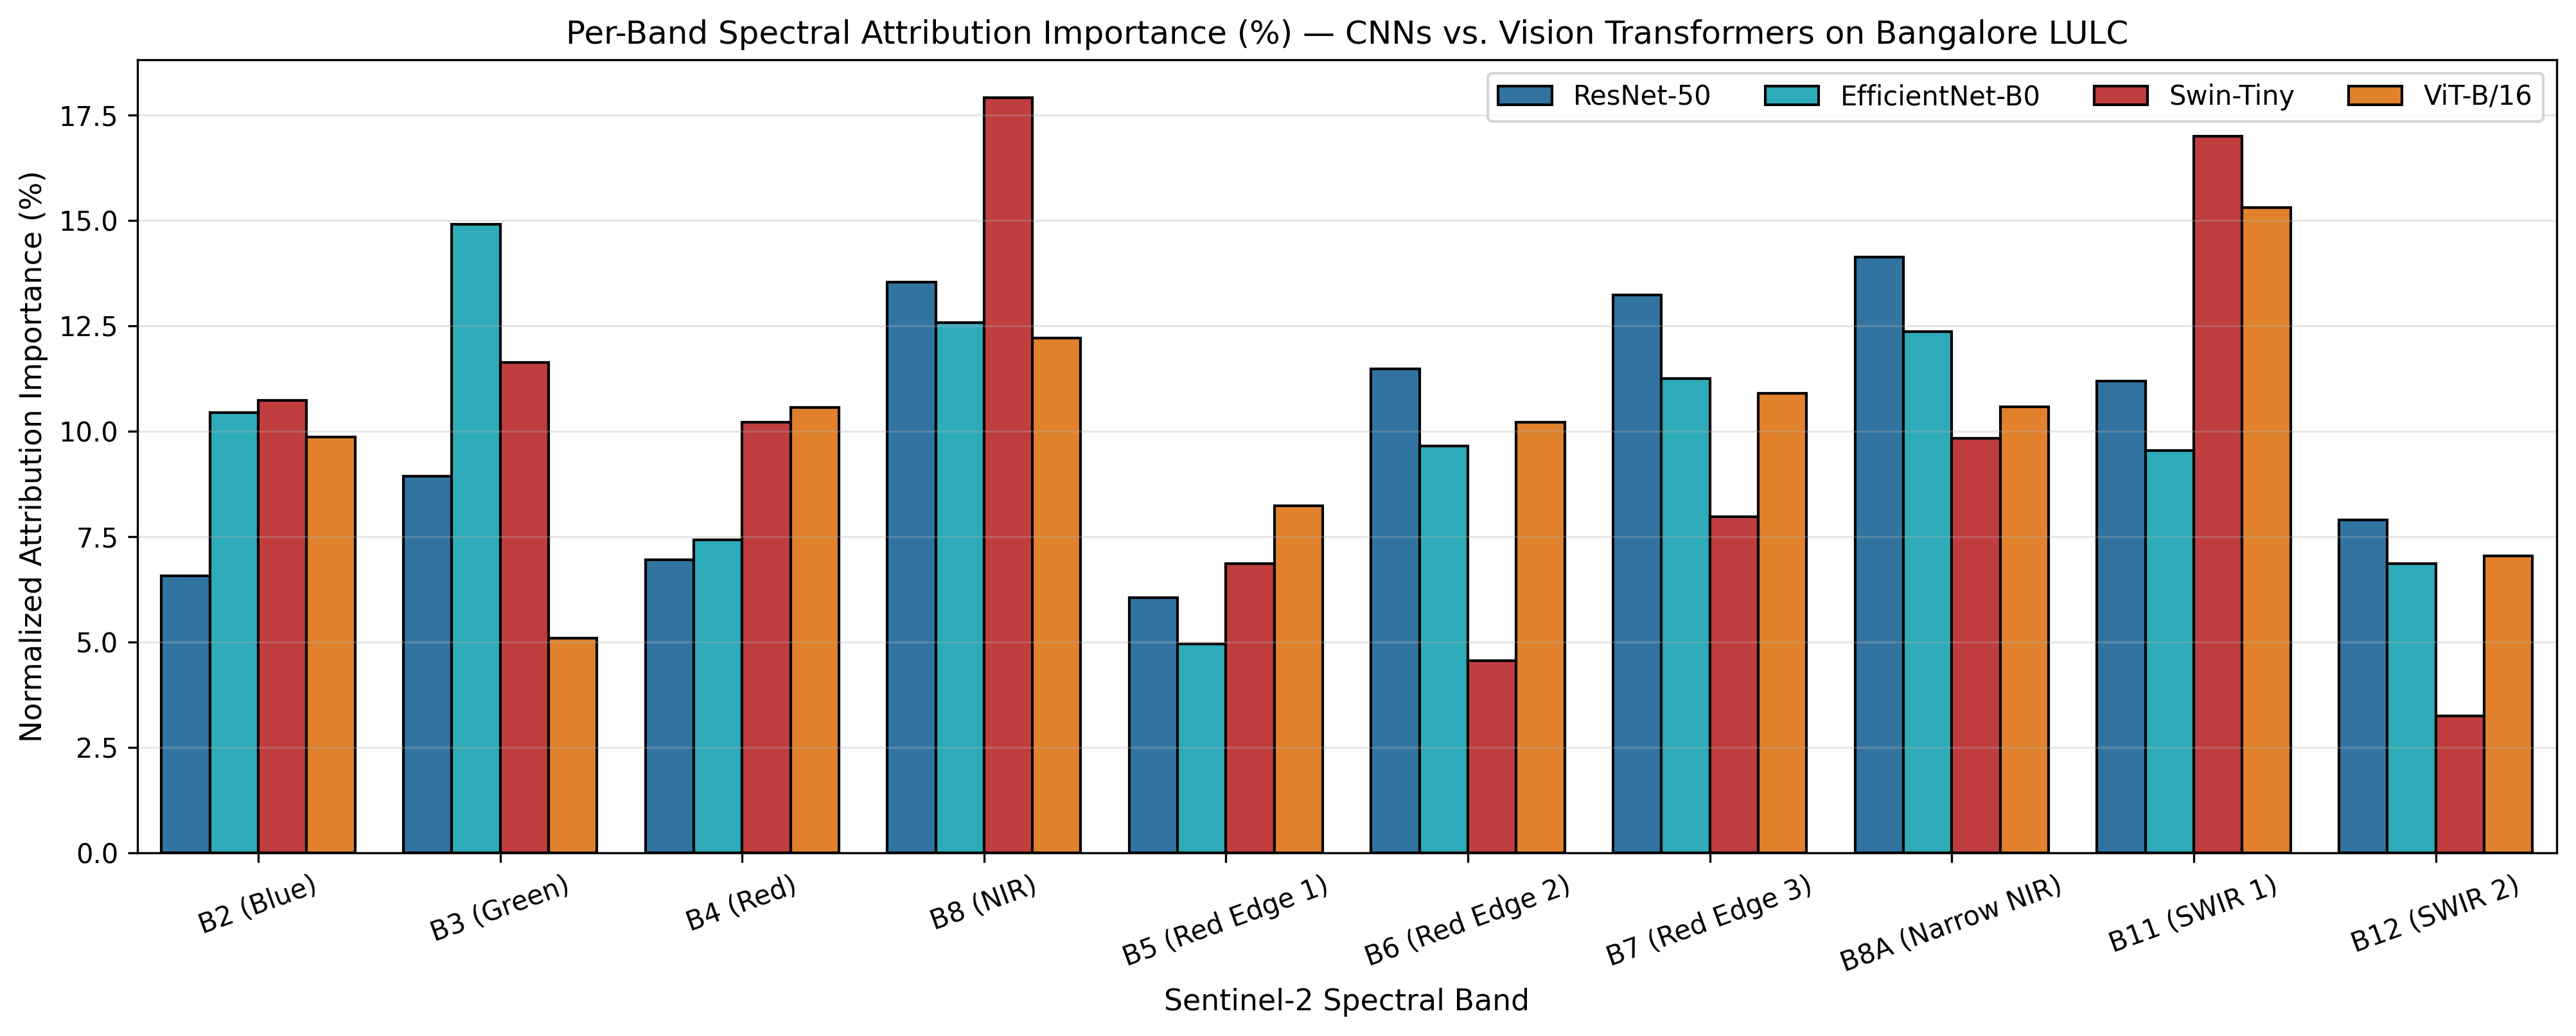 Per-Band Spectral Attribution Importance (%) — CNNs vs. Vision Transformers on Bangalore LULC
ResNet-50 EfficientNet-B0 Swin-Tiny ViT-B/16
Normalized Attribution Importance (%)
17.5
15.0
12.5
10.0
7.5
5.0
2.5
0.0
B2 (Blue) B3 (Green) B4 (Red) B8 (NIR) B5 (Red Edge 1) B6 (Red Edge 2) B7 (Red Edge 3) B8A (Narrow NIR) B11 (SWIR 1) B12 (SWIR 2)
Sentinel-2 Spectral Band